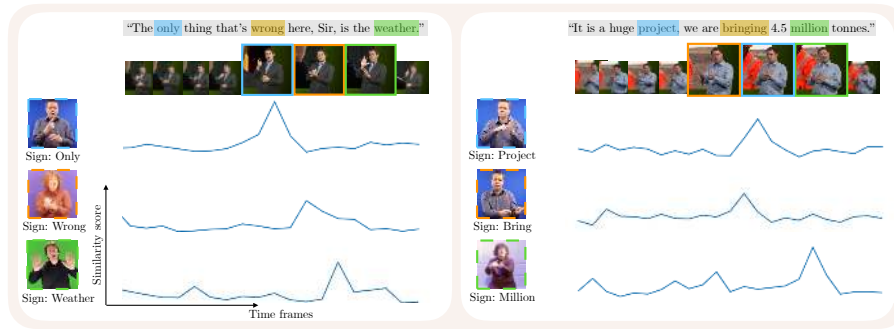 “The only thing that’s wrong here, Sir, is the weather.”
Sign: Only
Sign: Wrong
Sign: Weather
Similarity score
Time frames
“It is a huge project, we are bringing 4.5 million tonnes.”
Sign: Project
Sign: Bring
Sign: Million